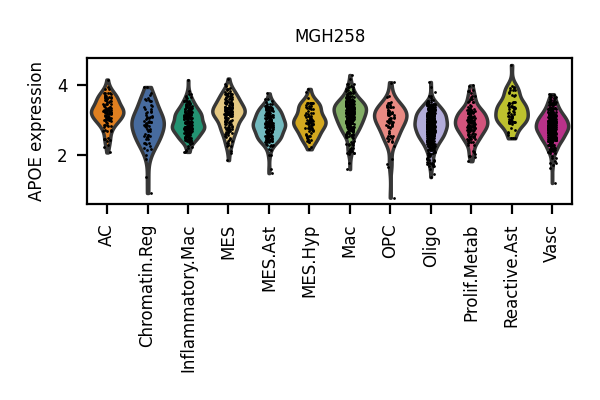 MGH258
APOE expression
4
2
AC
Chromatin.Reg
Inflammatory.Mac
MES
MES.Ast
MES.Hyp
Mac
OPC
Oligo
Prolif.Metab
Reactive.Ast
Vasc